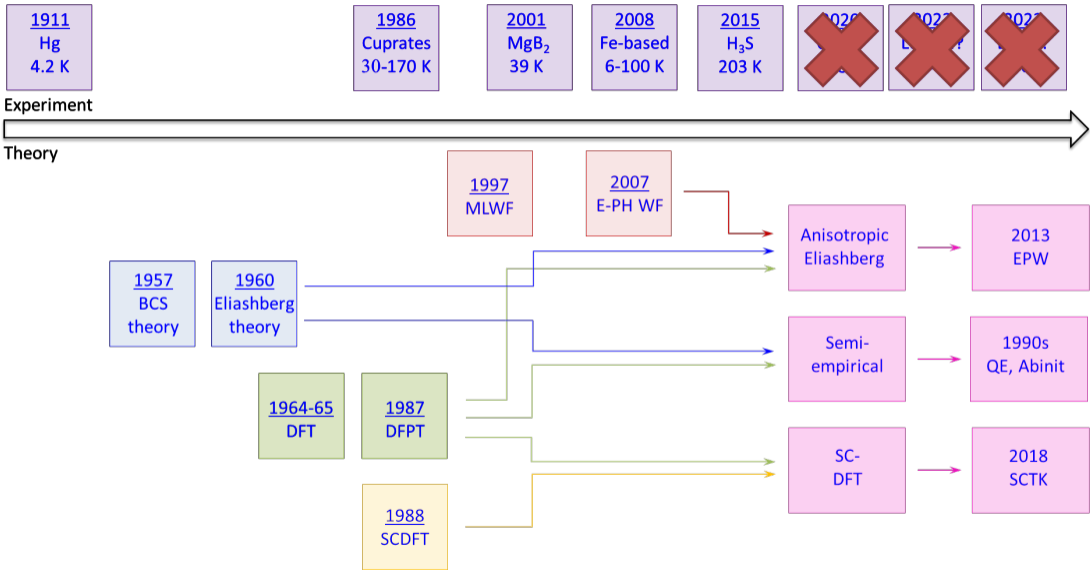 1911
Hg
4.2 K
1986
Cuprates
30-170 K
2001
MgB₂
39 K
2008
Fe-based
6-100 K
2015
H₃S
203 K
Experiment
Theory
1997
MLWF
2007
E-PH WF
Anisotropic
Eliashberg
2013
EPW
1957
BCS
theory
1960
Eliashberg
theory
Semi-
empirical
1990s
QE, Abinit
1964-65
DFT
1987
DFPT
SC-
DFT
2018
SCTK
1988
SCDFT